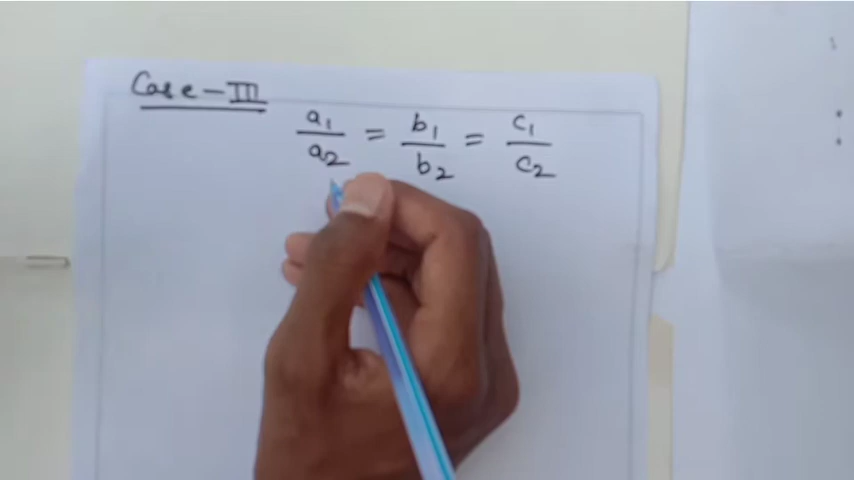 Case-III
a₁/a₂ = b₁/b₂ = c₁/c₂